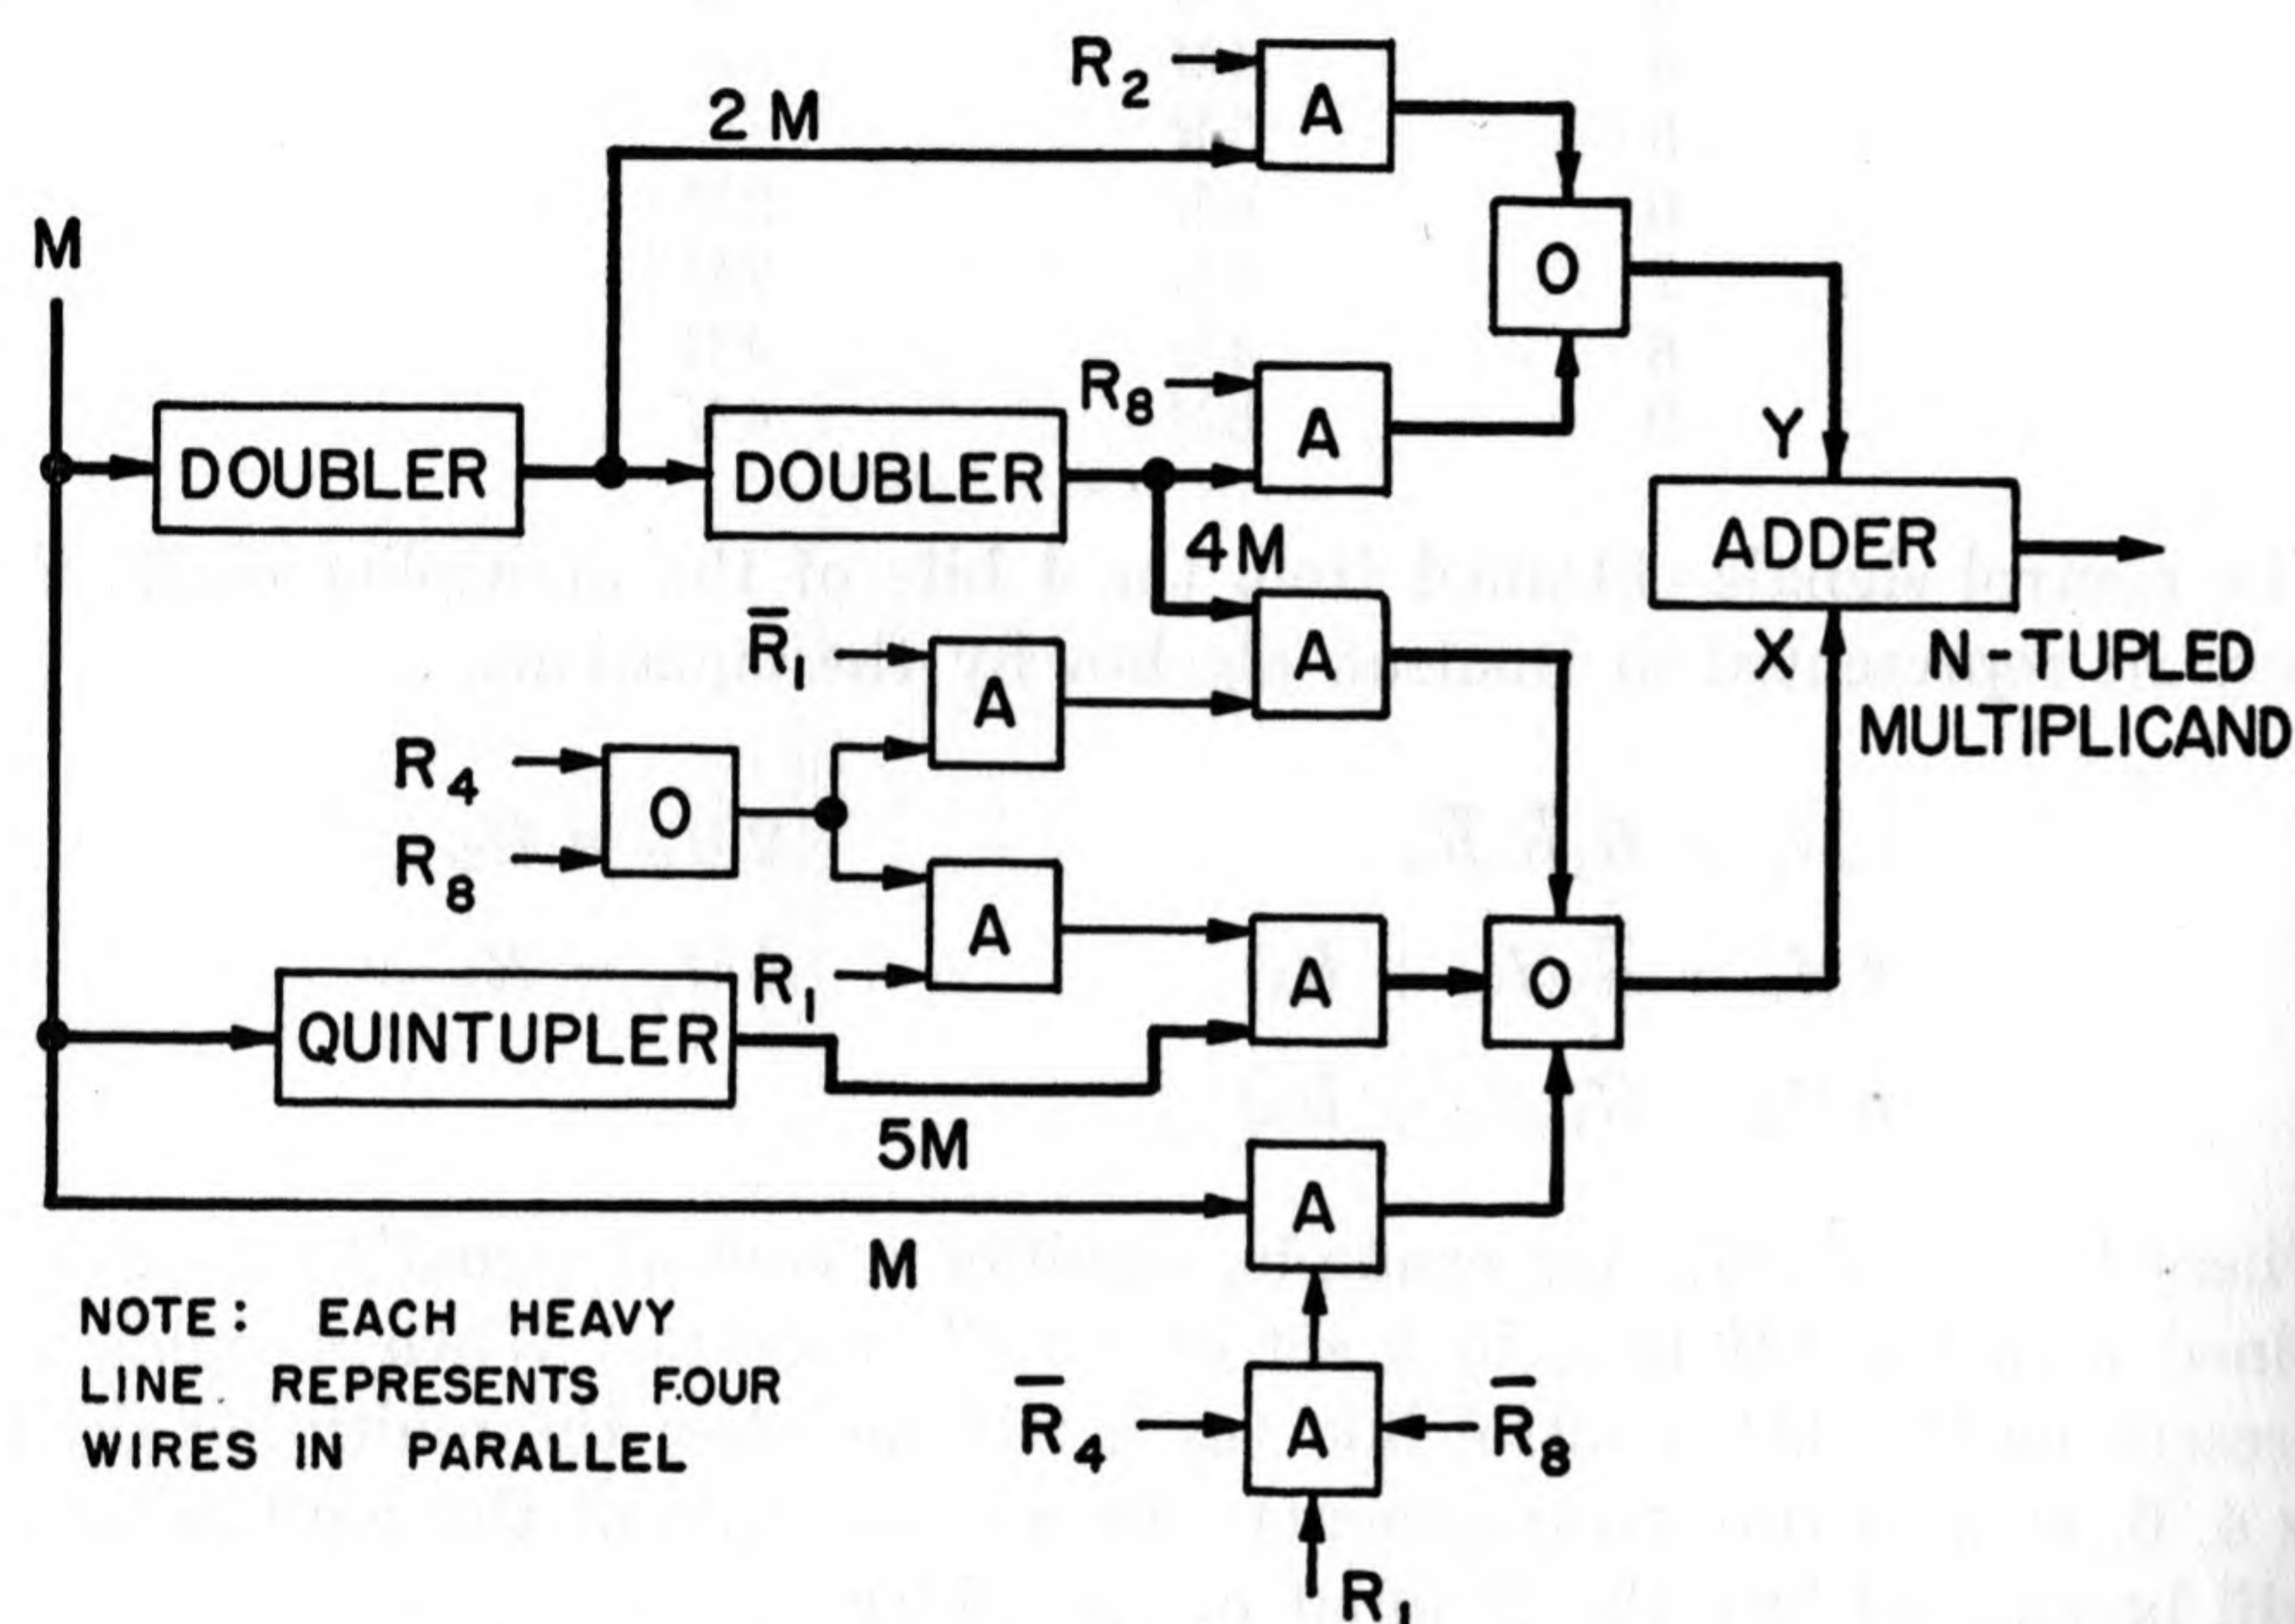 R2
A
2 M
M
O
R8
A
Y
DOUBLER
DOUBLER
ADDER
4M
R̅1
A
X
N-TUPLED
MULTIPLICAND
A
R4
O
R8
A
R1
A
O
QUINTUPLER
5M
A
M
NOTE: EACH HEAVY
LINE REPRESENTS FOUR
WIRES IN PARALLEL
R̅4
A
R̅8
R1